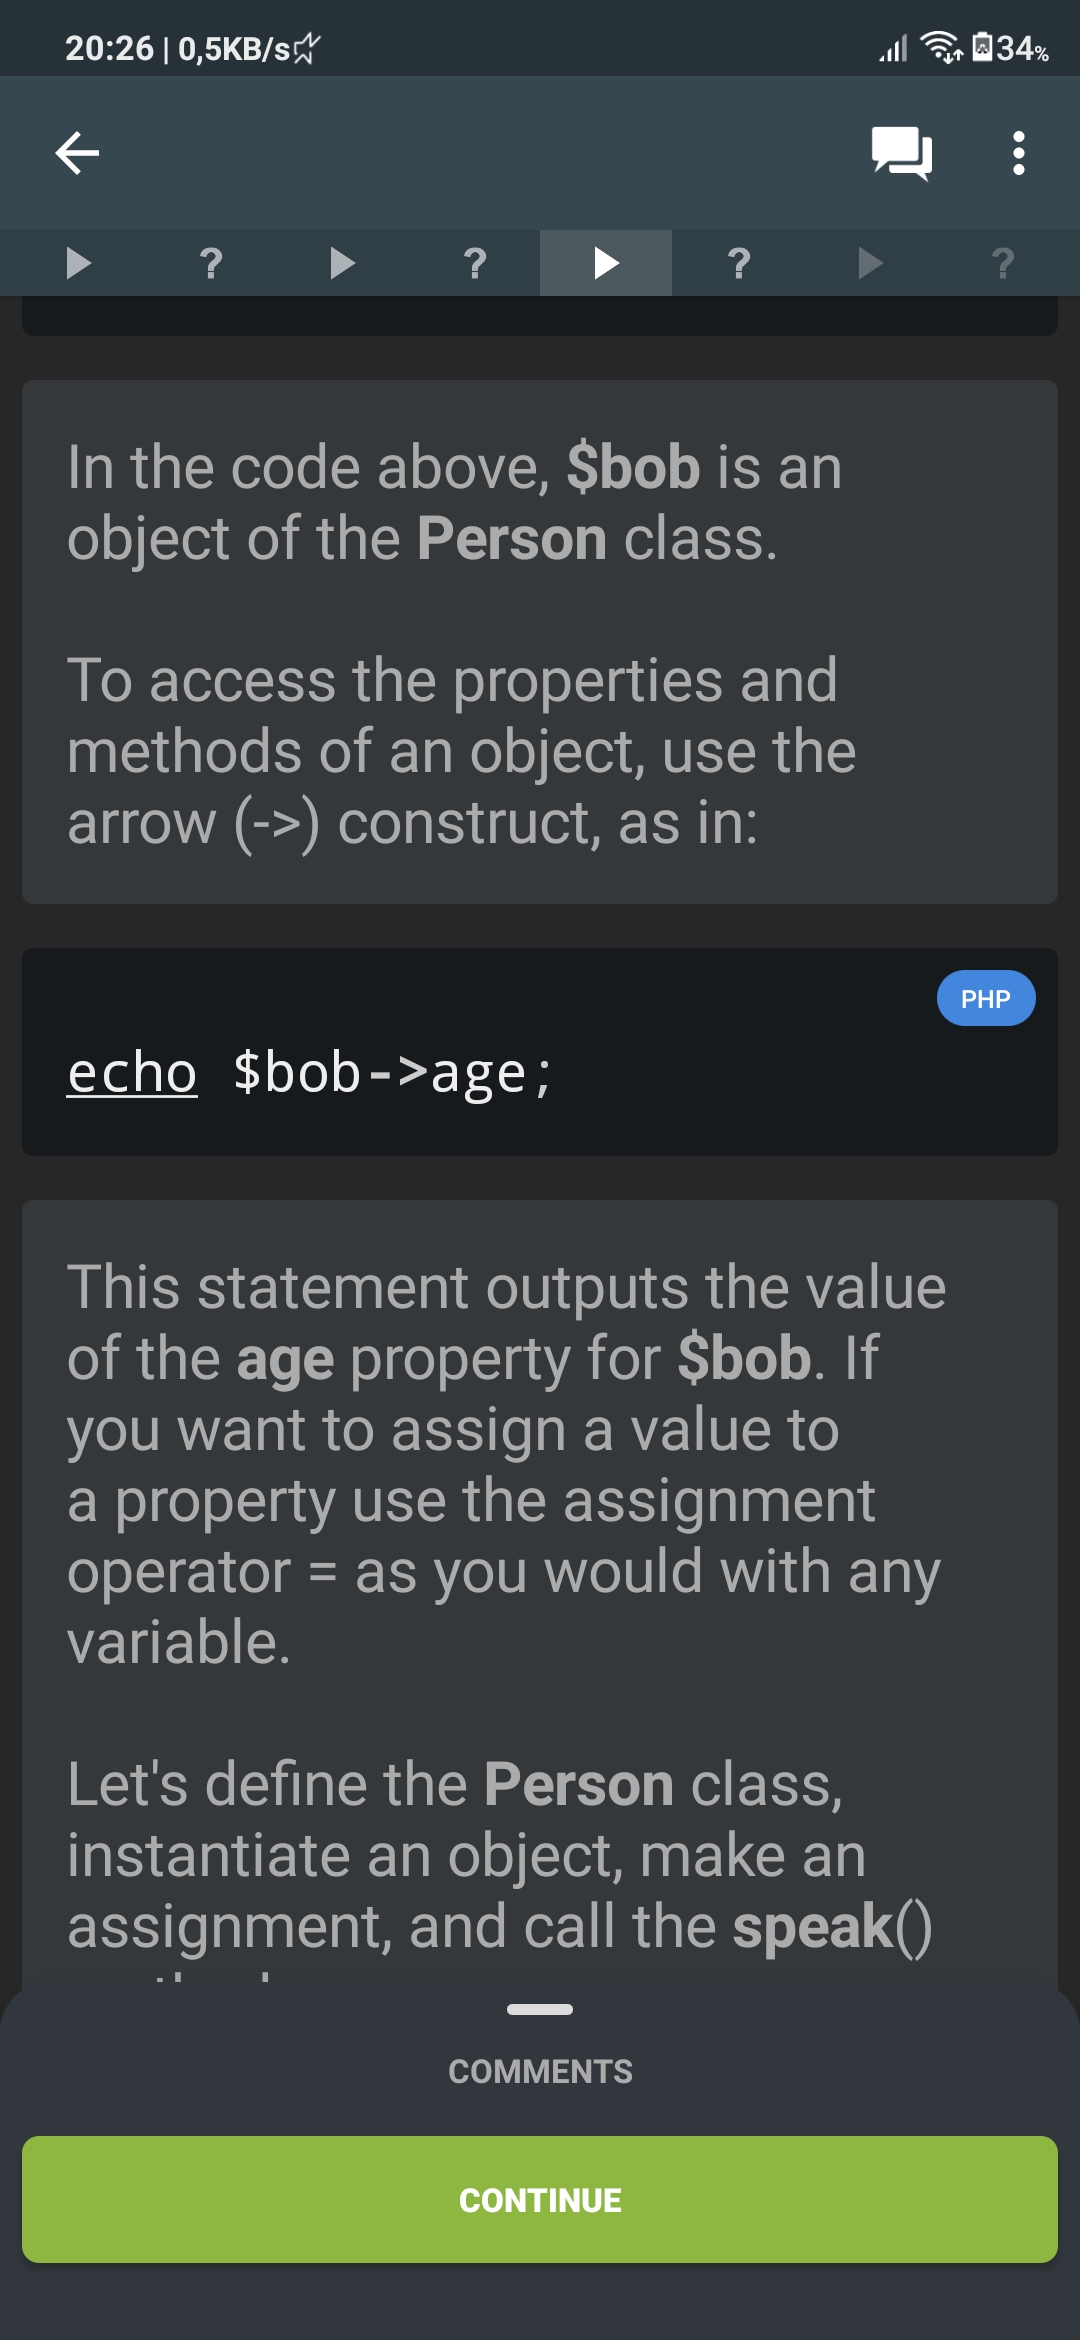 20:26 | 0,5KB/s
34%
? ? ? ?
In the code above, $bob is an
object of the Person class.
To access the properties and
methods of an object, use the
arrow (->) construct, as in:
PHP
echo $bob->age;
This statement outputs the value
of the age property for $bob. If
you want to assign a value to
a property use the assignment
operator = as you would with any
variable.
Let's define the Person class,
instantiate an object, make an
assignment, and call the speak()
COMMENTS
CONTINUE